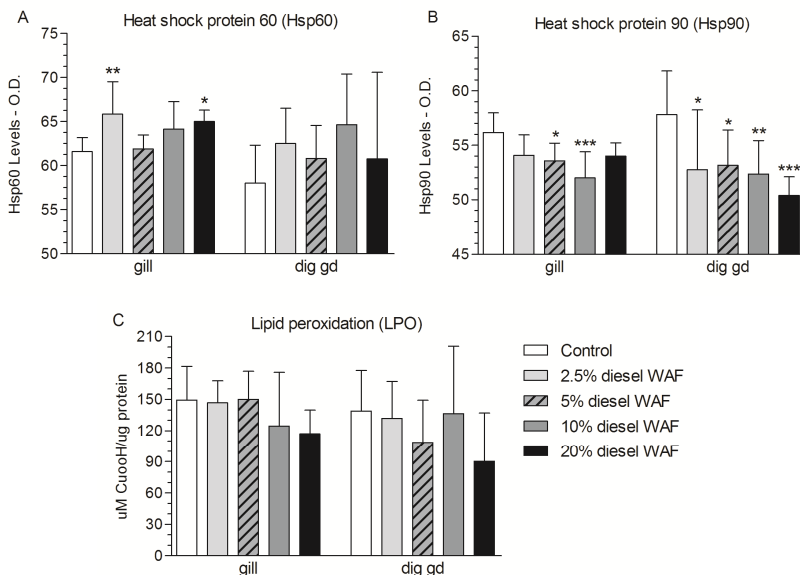 A
Heat shock protein 60 (Hsp60)
Hsp60 Levels - O.D.
75
70
65
60
55
50
**
*
gill
dig gd
B
Heat shock protein 90 (Hsp90)
Hsp90 Levels - O.D.
65
60
55
50
45
*
***
*
*
**
***
gill
dig gd
C
Lipid peroxidation (LPO)
uM CuooH/ug protein
210
180
150
120
90
60
30
0
gill
dig gd
Control
2.5% diesel WAF
5% diesel WAF
10% diesel WAF
20% diesel WAF